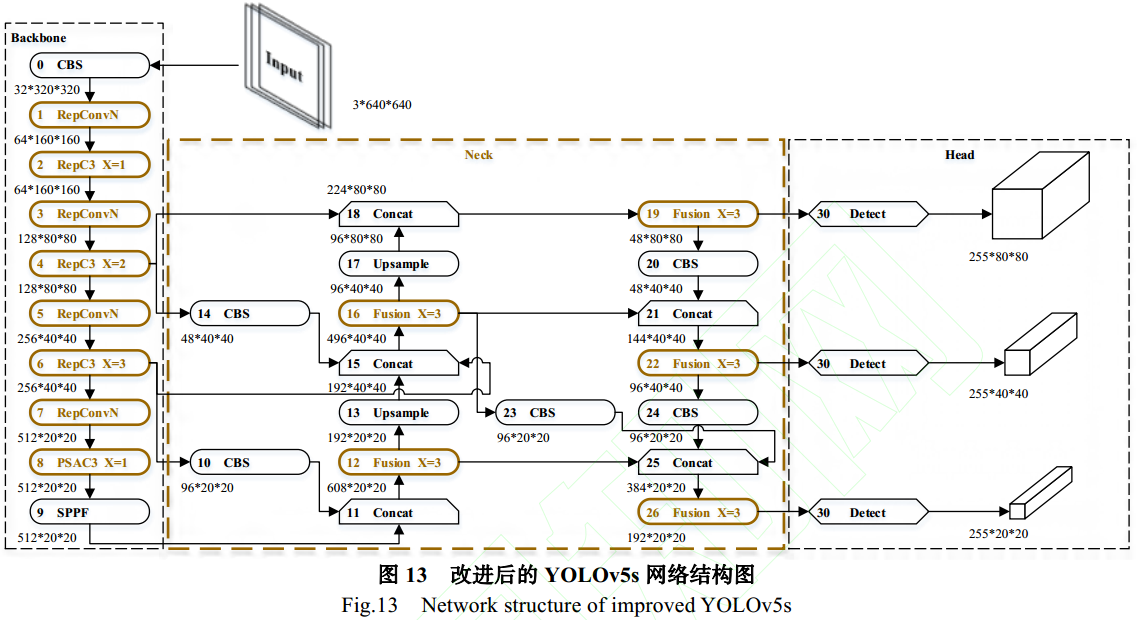 Backbone
0 CBS
32*320*320
1 RepConvN
64*160*160
2 RepC3 X=1
64*160*160
3 RepConvN
128*80*80
4 RepC3 X=2
128*80*80
5 RepConvN
256*40*40
6 RepC3 X=3
256*40*40
7 RepConvN
512*20*20
8 PSAC3 X=1
512*20*20
9 SPPF
512*20*20
Input
3*640*640
Neck
224*80*80
18 Concat
96*80*80
17 Upsample
96*40*40
14 CBS
48*40*40
16 Fusion X=3
496*40*40
15 Concat
192*40*40
13 Upsample
192*20*20
23 CBS
96*20*20
10 CBS
96*20*20
12 Fusion X=3
608*20*20
11 Concat
19 Fusion X=3
48*80*80
20 CBS
48*40*40
21 Concat
144*40*40
22 Fusion X=3
96*40*40
24 CBS
96*20*20
25 Concat
384*20*20
26 Fusion X=3
192*20*20
Head
30 Detect
255*80*80
30 Detect
255*40*40
30 Detect
255*20*20
图 13 改进后的 YOLOv5s 网络结构图
Fig.13 Network structure of improved YOLOv5s